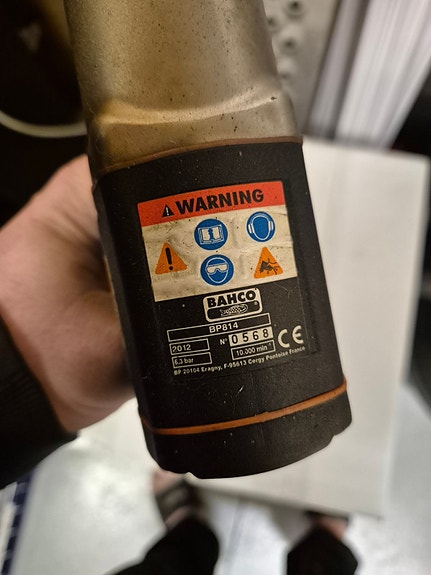 WARNING
BAHCO
BP814
2012 N° 0568 CE
6.3 bar 10.000 min⁻¹
BP 20104 Eragny, F-95613 Cergy Pontoise France